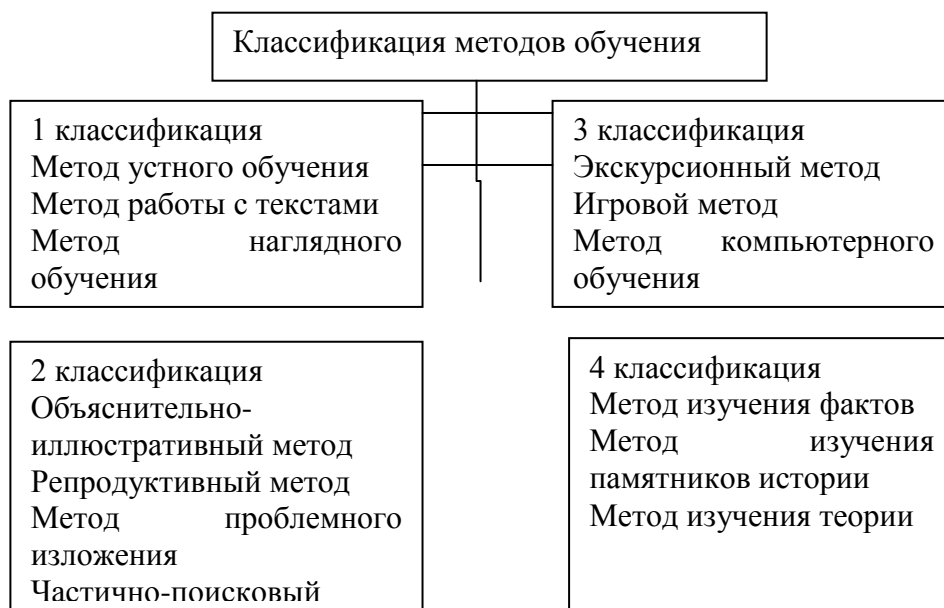 Классификация методов обучения
1 классификация
Метод устного обучения
Метод работы с текстами
Метод наглядного
обучения
3 классификация
Экскурсионный метод
Игровой метод
Метод компьютерного
обучения
2 классификация
Объяснительно-
иллюстративный метод
Репродуктивный метод
Метод проблемного
изложения
Частично-поисковый
4 классификация
Метод изучения фактов
Метод изучения
памятников истории
Метод изучения теории